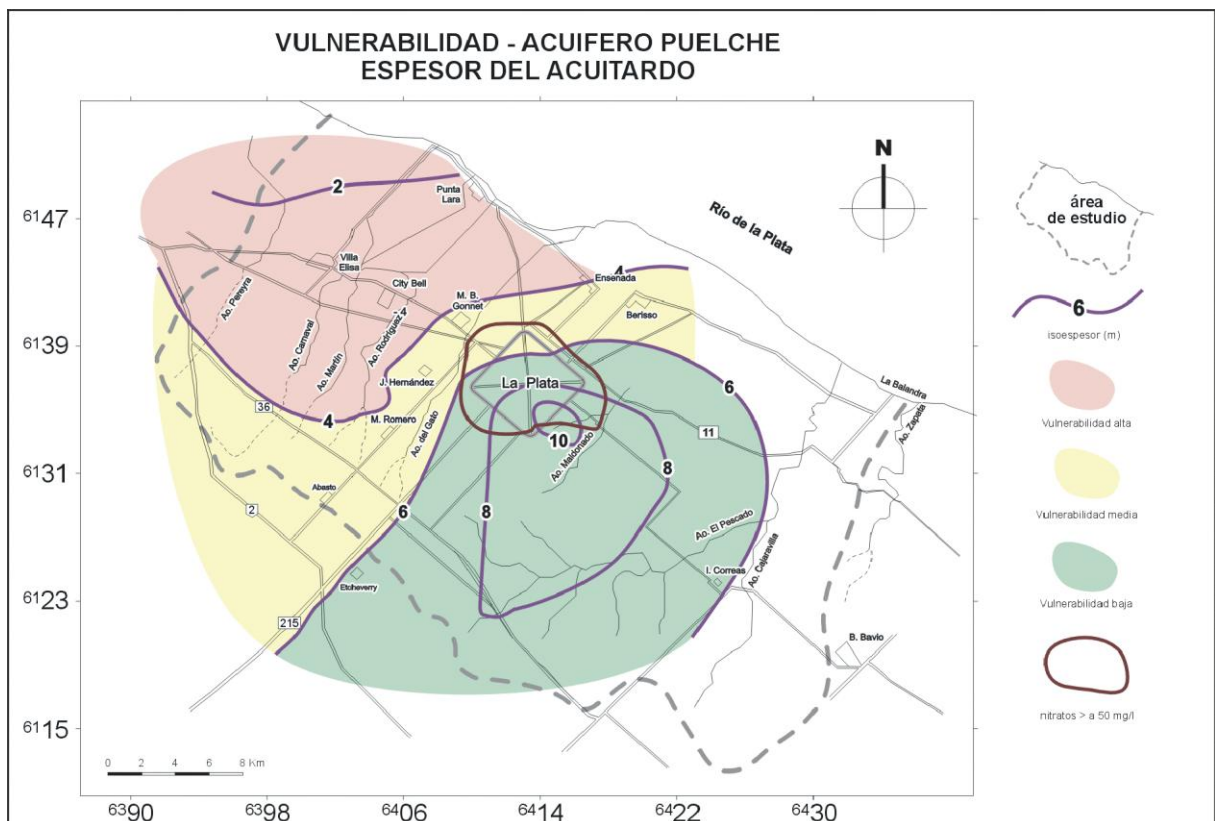 VULNERABILIDAD - ACUIFERO PUELCHE
ESPESOR DEL ACUITARDO
N
Río de la Plata
Punta
Lara
2
Villa
Elisa
City Bell
M. B.
Gonnet
4
Ensenada
Berisso
Ao. Pereyra
Ao. Carnaval
Ao. Martín
Ao. Rodríguez
4
J. Hernández
La Plata
6
La Balandra
Ao. Zapata
36
4
M. Romero
Ao. del Gato
10
Ao. Maldonado
11
8
Abasto
2
6
8
Ao. El Pescado
Etcheverry
I. Correas
Ao. Cajaravilla
215
B. Bavio
6147
6139
6131
6123
6115
0 2 4 6 8 Km
6390 6398 6406 6414 6422 6430
área
de estudio
6
isoespesor (m)
Vulnerabilidad alta
Vulnerabilidad media
Vulnerabilidad baja
nitratos > a 50 mg/l